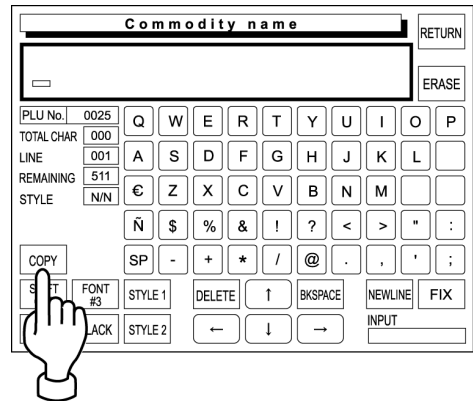 Commodity name
RETURN
ERASE
PLU No. 0025
TOTAL CHAR 000
LINE 001
REMAINING 511
STYLE N/N
Q W E R T Y U I O P
A S D F G H J K L
€ Z X C V B N M
Ñ $ % & ! ? < > " :
COPY
SP - + * / @ . , ' ;
FONT #3
STYLE 1
DELETE
↑
BKSPACE
NEWLINE
FIX
STYLE 2
←
↓
→
INPUT